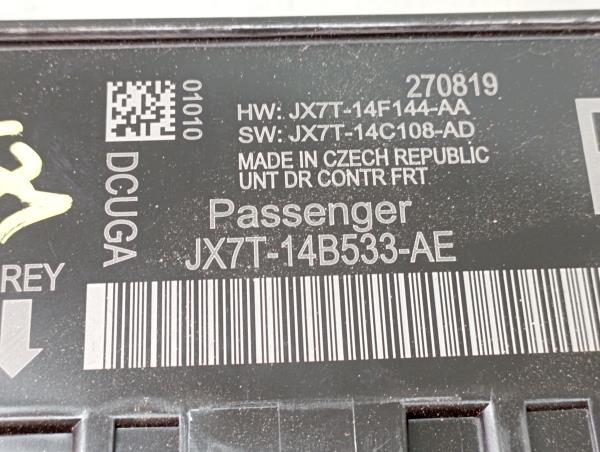 270819
HW: JX7T-14F144-AA
SW: JX7T-14C108-AD
MADE IN CZECH REPUBLIC
UNT DR CONTR FRT
01010
DCUGA
Passenger
JX7T-14B533-AE
REY